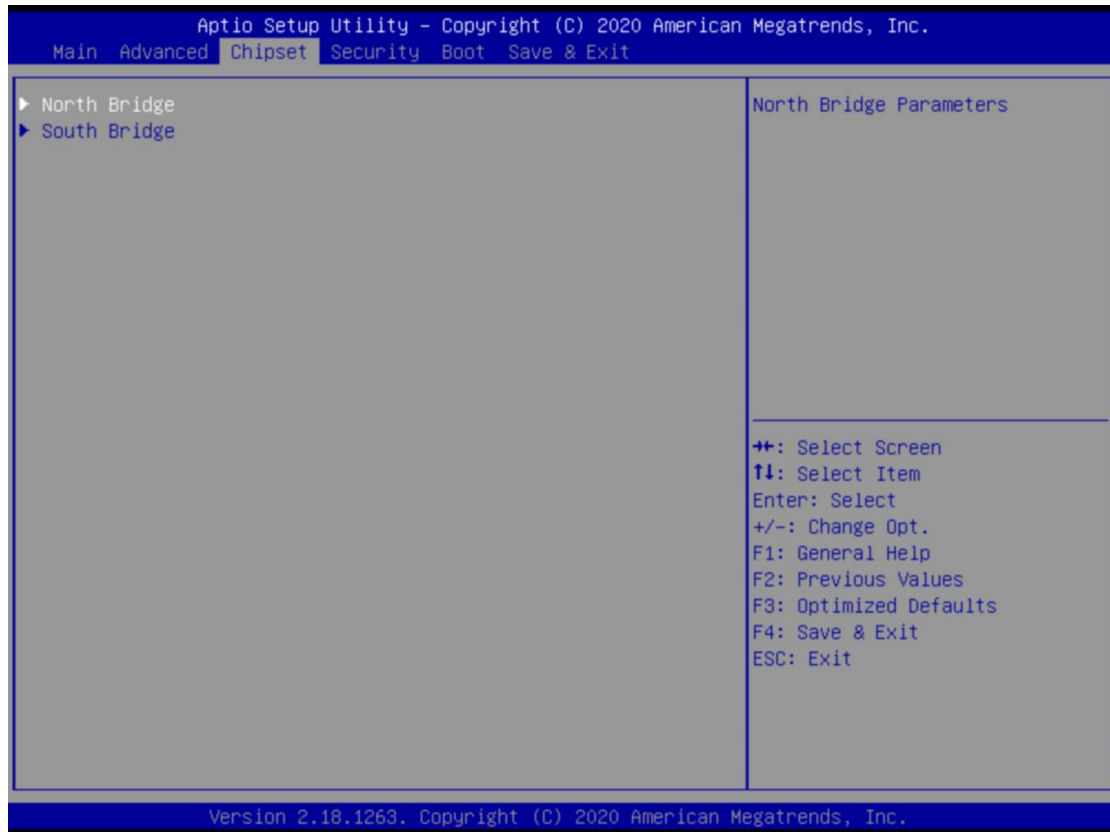 Aptio Setup Utility – Copyright (C) 2020 American Megatrends, Inc.
Main Advanced Chipset Security Boot Save & Exit
▶ North Bridge
▶ South Bridge
North Bridge Parameters
→←: Select Screen
↑↓: Select Item
Enter: Select
+/-: Change Opt.
F1: General Help
F2: Previous Values
F3: Optimized Defaults
F4: Save & Exit
ESC: Exit
Version 2.18.1263. Copyright (C) 2020 American Megatrends, Inc.